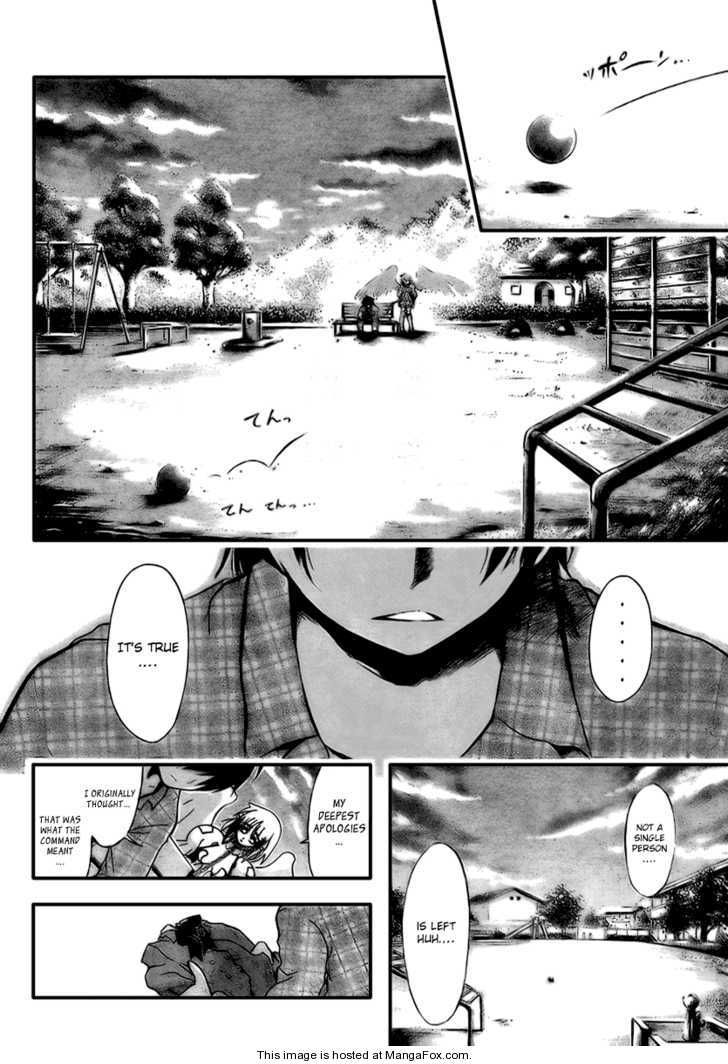 ッポーン...
てんっ
てん てんっ...
.....
IT'S TRUE
....
NOT A
SINGLE
PERSON
....
IS LEFT
HUH....
MY
DEEPEST
APOLOGIES
...
I ORIGINALLY
THOUGHT...
THAT WAS
WHAT THE
COMMAND
MEANT
....
This image is hosted at MangaFox.com.